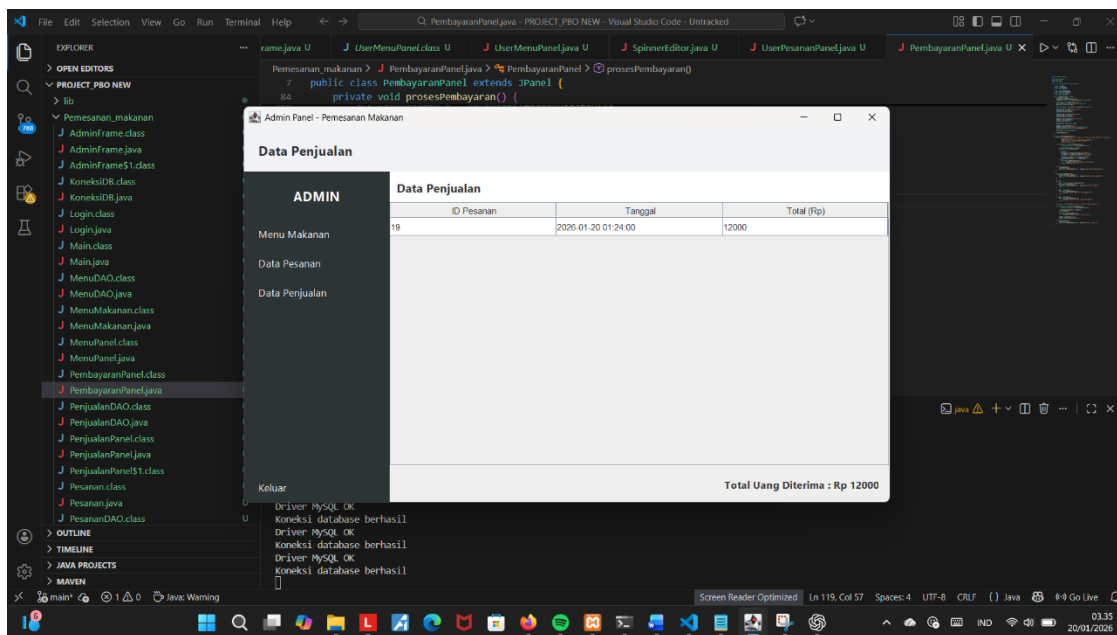 File Edit Selection View Go Run Terminal Help
PembayaranPanel.java - PROJECT_PBO NEW - Visual Studio Code - Untracked
EXPLORER
rame.java U
UserMenuPanel.class U
UserMenuPanel.java U
SpinnerEditor.java U
UserPesananPanel.java U
PembayaranPanel.java U
OPEN EDITORS
PROJECT_PBO NEW
lib
Pemesanan_makanan
AdminFrame.class
AdminFrame.java
AdminFrame$1.class
KoneksiDB.class
KoneksiDB.java
Login.class
Login.java
Main.class
Main.java
MenuDAO.class
MenuDAO.java
MenuMakanan.class
MenuMakanan.java
MenuPanel.class
MenuPanel.java
PembayaranPanel.class
PembayaranPanel.java
PenjualanDAO.class
PenjualanDAO.java
PenjualanPanel.class
PenjualanPanel.java
PenjualanPanel$1.class
Pesanan.class
Pesanan.java U
PesananDAO.class U
OUTLINE
TIMELINE
JAVA PROJECTS
MAVEN
788
Pemesanan_makanan > PembayaranPanel.java > PembayaranPanel > prosesPembayaran()
7 public class PembayaranPanel extends JPanel {
84 private void prosesPembayaran() {
Admin Panel - Pemesanan Makanan
Data Penjualan
ADMIN
Menu Makanan
Data Pesanan
Data Penjualan
Keluar
Data Penjualan
ID Pesanan Tanggal Total (Rp)
19 2026-01-20 01:24:00 12000
Total Uang Diterima : Rp 12000
java
Driver MySQL OK
Koneksi database berhasil
Driver MySQL OK
Koneksi database berhasil
Driver MySQL OK
Koneksi database berhasil
main* 1 0 Java: Warning
Screen Reader Optimized Ln 119, Col 57 Spaces: 4 UTF-8 CRLF { } Java Go Live
6
L
IND
03.35
20/01/2026